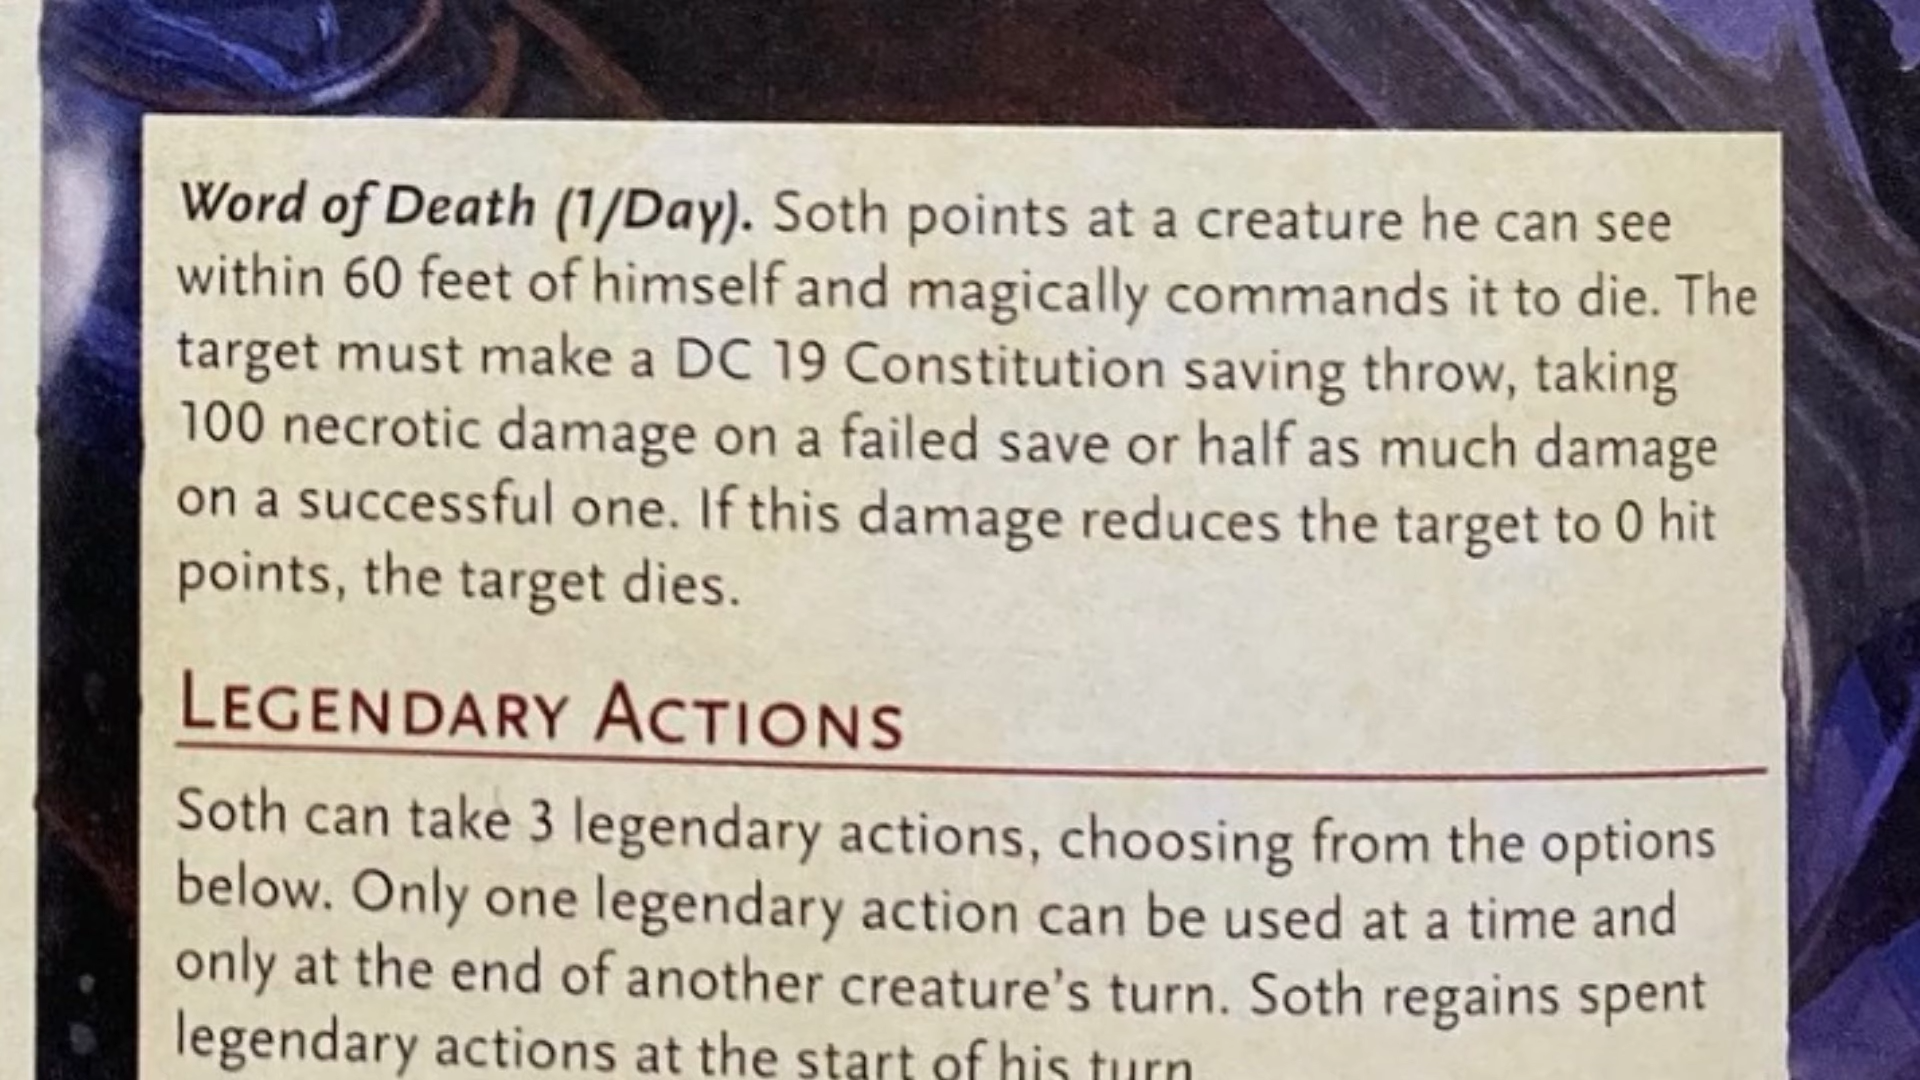 Word of Death (1/Day). Soth points at a creature he can see
within 60 feet of himself and magically commands it to die. The
target must make a DC 19 Constitution saving throw, taking
100 necrotic damage on a failed save or half as much damage
on a successful one. If this damage reduces the target to 0 hit
points, the target dies.
LEGENDARY ACTIONS
Soth can take 3 legendary actions, choosing from the options
below. Only one legendary action can be used at a time and
only at the end of another creature's turn. Soth regains spent
legendary actions at the start of his turn